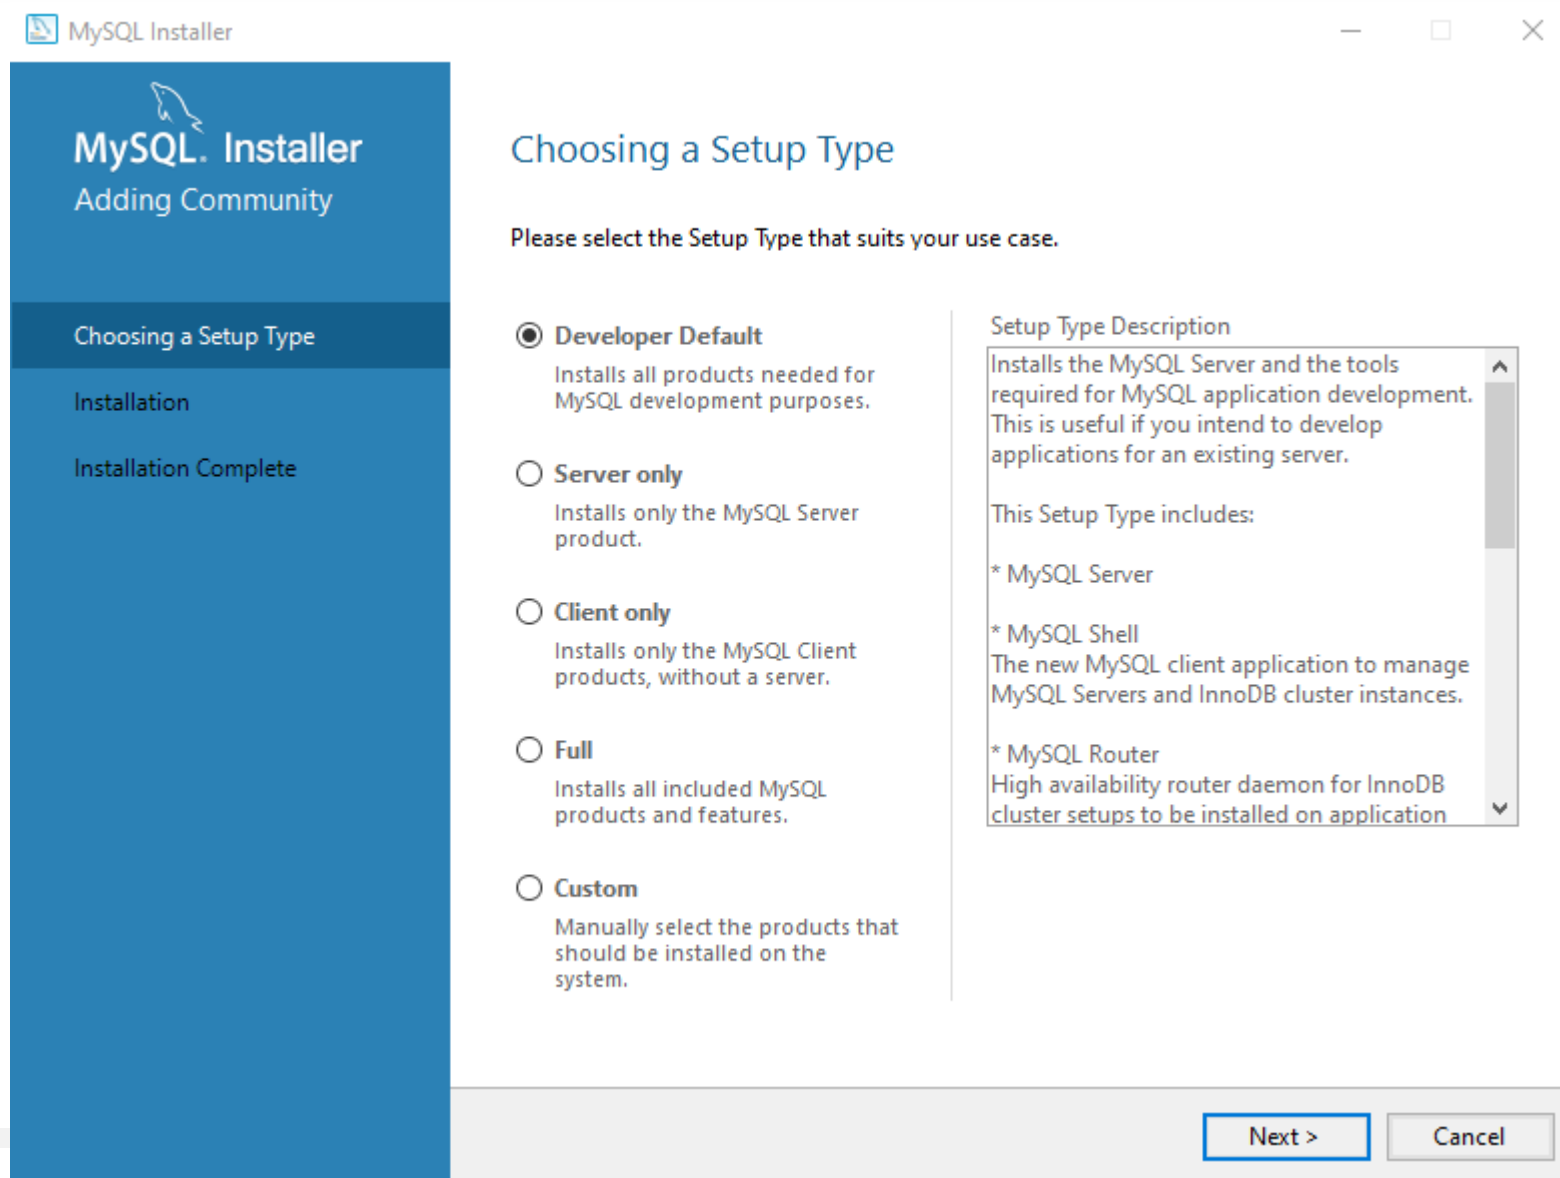 MySQL Installer
MySQL. Installer
Adding Community
Choosing a Setup Type
Installation
Installation Complete
Choosing a Setup Type
Please select the Setup Type that suits your use case.
Developer Default
Installs all products needed for
MySQL development purposes.
Server only
Installs only the MySQL Server
product.
Client only
Installs only the MySQL Client
products, without a server.
Full
Installs all included MySQL
products and features.
Custom
Manually select the products that
should be installed on the
system.
Setup Type Description
Installs the MySQL Server and the tools
required for MySQL application development.
This is useful if you intend to develop
applications for an existing server.
This Setup Type includes:
* MySQL Server
* MySQL Shell
The new MySQL client application to manage
MySQL Servers and InnoDB cluster instances.
* MySQL Router
High availability router daemon for InnoDB
cluster setups to be installed on application
Next >
Cancel